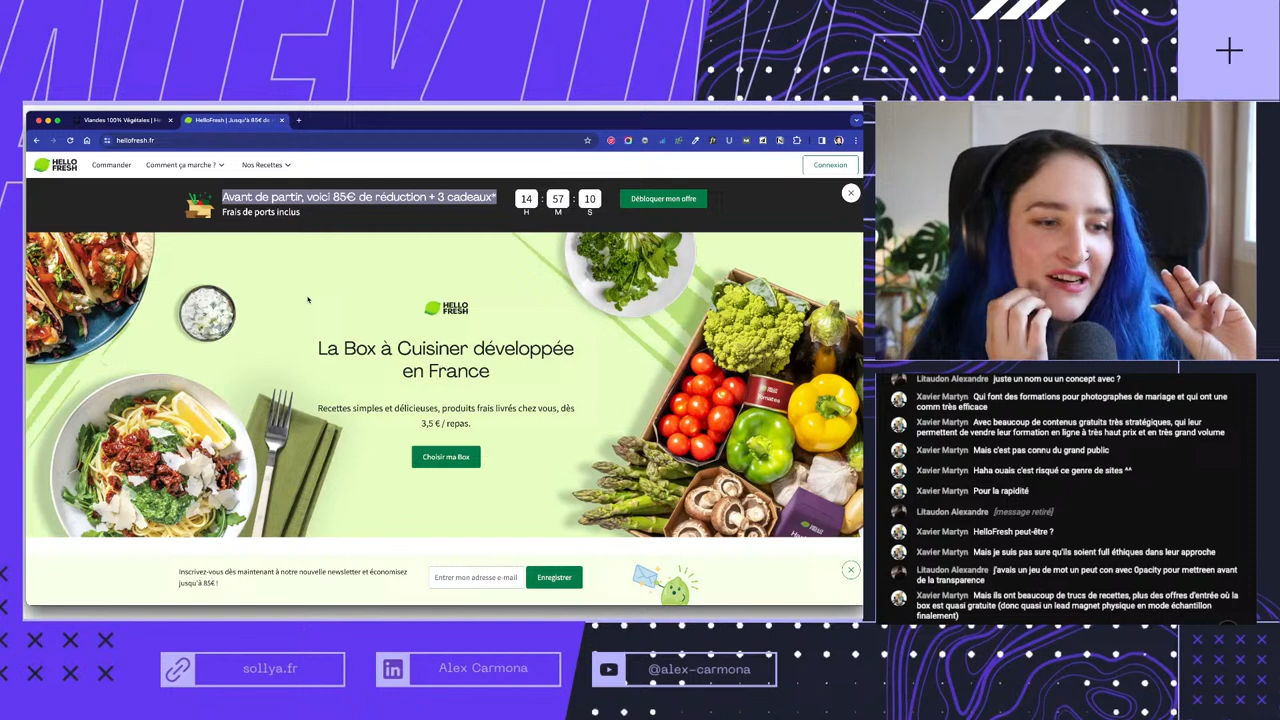 Viandes 100% Végétales | He
HelloFresh | Jusqu'à 85€ de
hellofresh.fr
HELLO
FRESH
Commander
Comment ça marche ?
Nos Recettes
Connexion
Avant de partir, voici 85€ de réduction + 3 cadeaux*
Frais de ports inclus
14 : 57 : 10
H M S
Débloquer mon offre
HELLO
FRESH
La Box à Cuisiner développée
en France
Recettes simples et délicieuses, produits frais livrés chez vous, dès
3,5 € / repas.
Choisir ma Box
Inscrivez-vous dès maintenant à notre nouvelle newsletter et économisez
jusqu'à 85€ !
Entrer mon adresse e-mail
Enregistrer
Litaudon Alexandre juste un nom ou un concept avec ?
Xavier Martyn Qui font des formations pour photographes de mariage et qui ont une
comm très efficace
Xavier Martyn Avec beaucoup de contenus gratuits très stratégiques, qui leur
permettent de vendre leur formation en ligne à très haut prix et en très grand volume
Xavier Martyn Mais c'est pas connu du grand public
Xavier Martyn Haha ouais c'est risqué ce genre de sites ^^
Xavier Martyn Pour la rapidité
Litaudon Alexandre [message retiré]
Xavier Martyn HelloFresh peut-être ?
Xavier Martyn Mais je suis pas sure qu'ils soient full éthiques dans leur approche
Litaudon Alexandre j'avais un jeu de mot un peut con avec 0pacity pour mettreen avant
de la transparence
Xavier Martyn Mais ils ont beaucoup de trucs de recettes, plus des offres d'entrée où la
box est quasi gratuite (donc quasi un lead magnet physique en mode échantillon
finalement)
sollya.fr
Alex Carmona
@alex-carmona